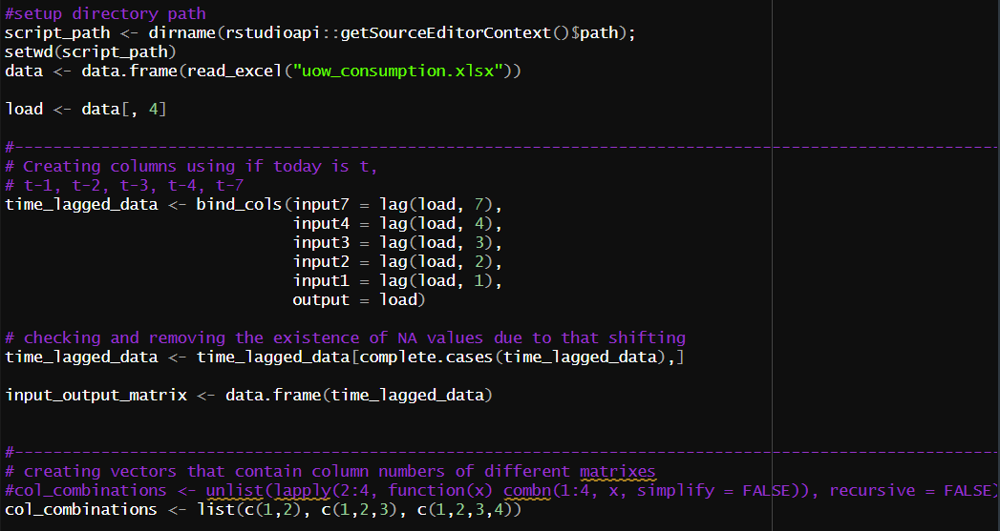 #setup directory path
script_path <- dirname(rstudioapi::getSourceEditorContext()$path);
setwd(script_path)
data <- data.frame(read_excel("uow_consumption.xlsx"))
load <- data[, 4]
#-------------------------------------------------------------------------------------------------------
# Creating columns using if today is t,
# t-1, t-2, t-3, t-4, t-7
time_lagged_data <- bind_cols(input7 = lag(load, 7),
input4 = lag(load, 4),
input3 = lag(load, 3),
input2 = lag(load, 2),
input1 = lag(load, 1),
output = load)
# checking and removing the existence of NA values due to that shifting
time_lagged_data <- time_lagged_data[complete.cases(time_lagged_data),]
input_output_matrix <- data.frame(time_lagged_data)
#-------------------------------------------------------------------------------------------------------
# creating vectors that contain column numbers of different matrixes
#col_combinations <- unlist(lapply(2:4, function(x) combn(1:4, x, simplify = FALSE)), recursive = FALSE)
col_combinations <- list(c(1,2), c(1,2,3), c(1,2,3,4))